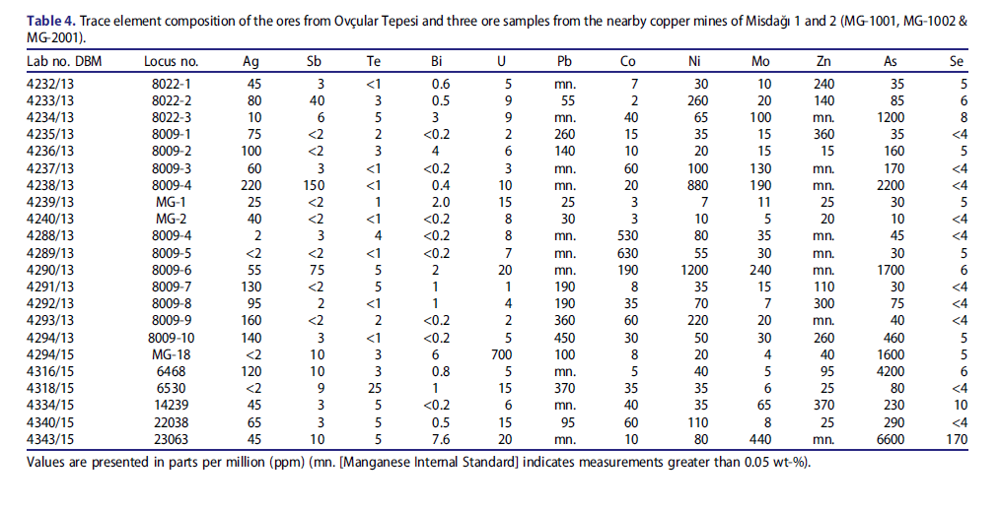 Table 4. Trace element composition of the ores from Ovçular Tepesi and three ore samples from the nearby copper mines of Misdağı 1 and 2 (MG-1001, MG-1002 &
MG-2001).
Lab no. DBM Locus no. Ag Sb Te Bi U Pb Co Ni Mo Zn As Se
4232/13 8022-1 45 3 <1 0.6 5 mn. 7 30 10 240 35 5
4233/13 8022-2 80 40 3 0.5 9 55 2 260 20 140 85 6
4234/13 8022-3 10 6 5 3 9 mn. 40 65 100 mn. 1200 8
4235/13 8009-1 75 <2 2 <0.2 2 260 15 35 15 360 35 <4
4236/13 8009-2 100 <2 3 4 6 140 10 20 15 15 160 5
4237/13 8009-3 60 3 <1 <0.2 3 mn. 60 100 130 mn. 170 <4
4238/13 8009-4 220 150 <1 0.4 10 mn. 20 880 190 mn. 2200 <4
4239/13 MG-1 25 <2 1 2.0 15 25 3 7 11 25 30 5
4240/13 MG-2 40 <2 <1 <0.2 8 30 3 10 5 20 10 <4
4288/13 8009-4 2 3 4 <0.2 8 mn. 530 80 35 mn. 45 <4
4289/13 8009-5 <2 <2 <1 <0.2 7 mn. 630 55 30 mn. 30 5
4290/13 8009-6 55 75 5 2 20 mn. 190 1200 240 mn. 1700 6
4291/13 8009-7 130 <2 5 1 1 190 8 35 15 110 30 <4
4292/13 8009-8 95 2 <1 1 4 190 35 70 7 300 75 <4
4293/13 8009-9 160 <2 2 <0.2 2 360 60 220 20 mn. 40 <4
4294/13 8009-10 140 3 <1 <0.2 5 450 30 50 30 260 460 5
4294/15 MG-18 <2 10 3 6 700 100 8 20 4 40 1600 5
4316/15 6468 120 10 3 0.8 5 mn. 5 40 5 95 4200 6
4318/15 6530 <2 9 25 1 15 370 35 35 6 25 80 <4
4334/15 14239 45 3 5 <0.2 6 mn. 40 35 65 370 230 10
4340/15 22038 65 3 5 0.5 15 95 60 110 8 25 290 <4
4343/15 23063 45 10 5 7.6 20 mn. 10 80 440 mn. 6600 170
Values are presented in parts per million (ppm) (mn. [Manganese Internal Standard] indicates measurements greater than 0.05 wt-%).